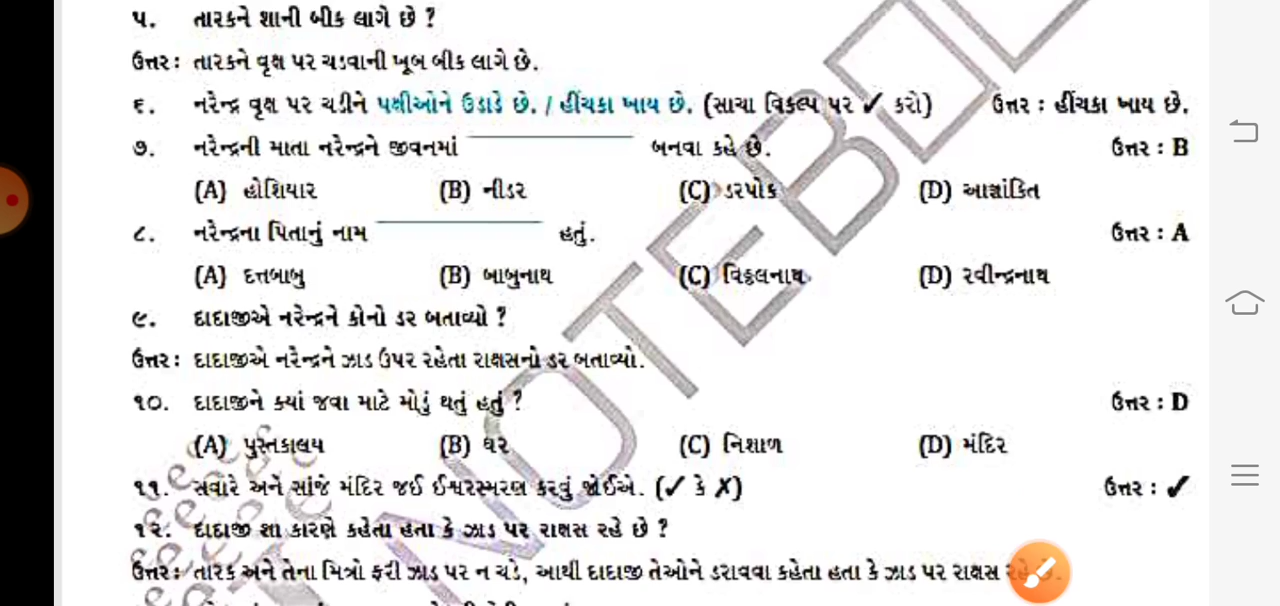 ૫. તારકને શાની બીક લાગે છે ?
ઉત્તર : તારકને વૃક્ષ પર ચડવાની ખૂબ બીક લાગે છે.
૬. નરેન્દ્ર વૃક્ષ પર ચડીને પક્ષીઓને ઉડાડે છે. / હીંચકા ખાય છે. (સાચા વિકલ્પ પર ✓ કરો) ઉત્તર : હીંચકા ખાય છે.
૭. નરેન્દ્રની માતા નરેન્દ્રને જીવનમાં ________ બનવા કહે છે. ઉત્તર : B
(A) હોશિયાર (B) નીડર (C) ડરપોક (D) આજ્ઞાંકિત
૮. નરેન્દ્રના પિતાનું નામ ________ હતું. ઉત્તર : A
(A) દત્તબાબુ (B) બાબુનાથ (C) વિઠ્ઠલનાથ (D) રવીન્દ્રનાથ
૯. દાદાજીએ નરેન્દ્રને કોનો ડર બતાવ્યો ?
ઉત્તર : દાદાજીએ નરેન્દ્રને ઝાડ ઉપર રહેતા રાક્ષસનો ડર બતાવ્યો.
૧૦. દાદાજીને ક્યાં જવા માટે મોડું થતું હતું ? ઉત્તર : D
(A) પુસ્તકાલય (B) ઘર (C) નિશાળ (D) મંદિર
૧૧. સવારે અને સાંજે મંદિર જઈ ઈશ્વરસ્મરણ કરવું જોઈએ. (✓ કે ✗) ઉત્તર : ✓
૧૨. દાદાજી શા કારણે કહેતા હતા કે ઝાડ પર રાક્ષસ રહે છે ?
ઉત્તર : તારક અને તેના મિત્રો ફરી ઝાડ પર ન ચડે, આથી દાદાજી તેઓને ડરાવવા કહેતા હતા કે ઝાડ પર રાક્ષસ રહે છે.
NOTEB